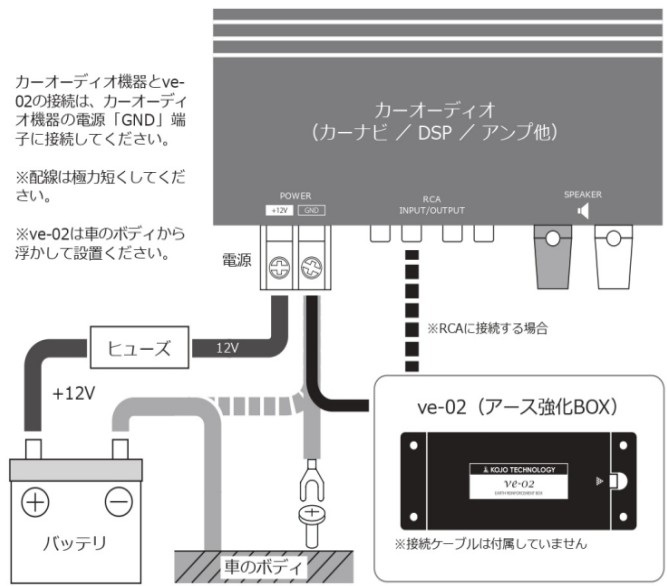 カーオーディオ機器とve-
02の接続は、カーオーディ
オ機器の電源「GND」端
子に接続してください。
※配線は極力短くしてくだ
さい。
※ve-02は車のボディから
浮かして設置ください。
カーオーディオ
（カーナビ ／ DSP ／ アンプ他）
POWER
+12V GND
RCA
INPUT/OUTPUT
SPEAKER
電源
※RCAに接続する場合
ヒューズ
12V
+12V
バッテリ
車のボディ
ve-02（アース強化BOX）
KOJO TECHNOLOGY
ve-02
EARTH REINFORCEMENT BOX
※接続ケーブルは付属していません